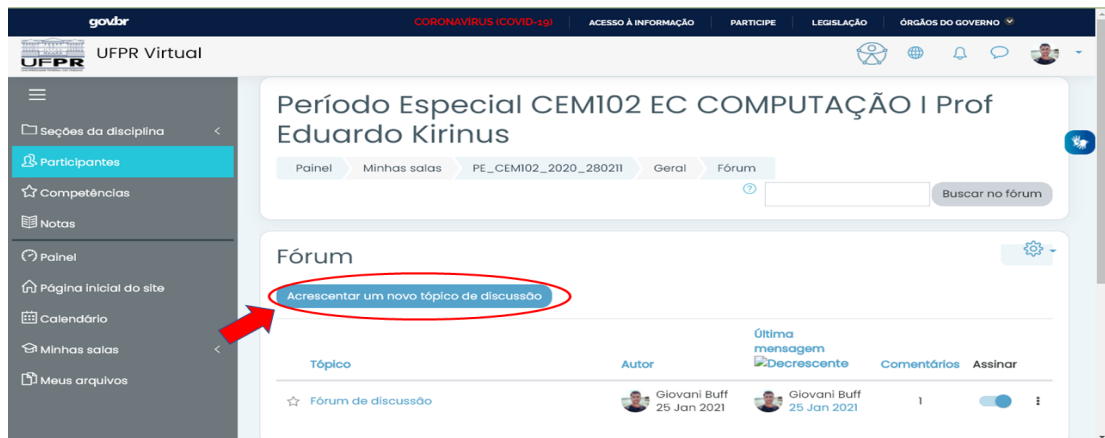 govbr
CORONAVÍRUS (COVID-19)
ACESSO À INFORMAÇÃO
PARTICIPE
LEGISLAÇÃO
ÓRGÃOS DO GOVERNO
UFPR
UFPR Virtual
Seções da disciplina
Participantes
Competências
Notas
Painel
Página inicial do site
Calendário
Minhas salas
Meus arquivos
Período Especial CEM102 EC COMPUTAÇÃO I Prof
Eduardo Kirinus
Painel
Minhas salas
PE_CEM102_2020_280211
Geral
Fórum
Buscar no fórum
Fórum
Acrescentar um novo tópico de discussão
Tópico
Autor
Última
mensagem
Decrescente
Comentários
Assinar
Fórum de discussão
Giovani Buff
25 Jan 2021
Giovani Buff
25 Jan 2021
1